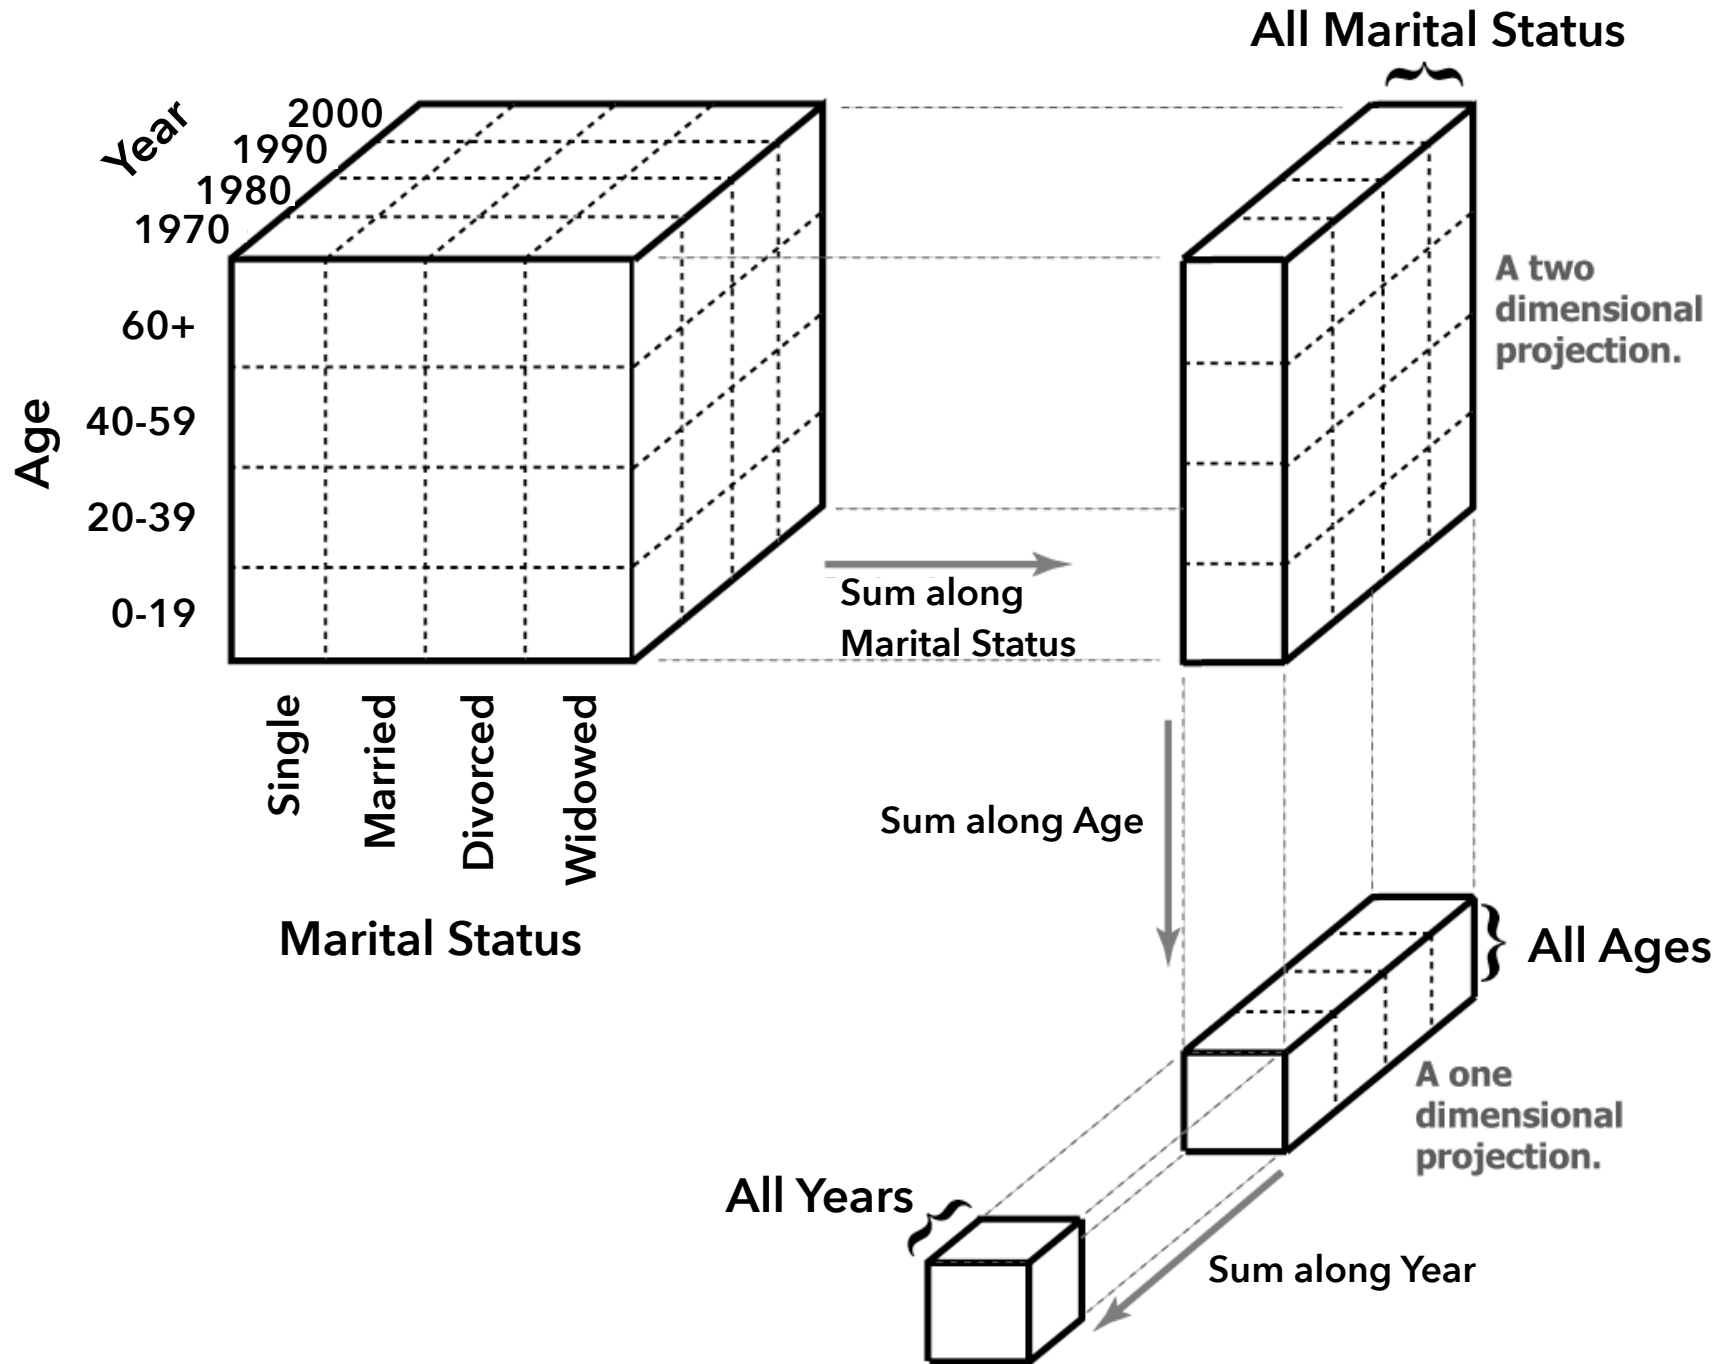 All Marital Status
Year
2000
1990
1980
1970
60+
40-59
20-39
0-19
Age
Single
Married
Divorced
Widowed
Marital Status
A two
dimensional
projection.
Sum along
Marital Status
Sum along Age
All Ages
A one
dimensional
projection.
All Years
Sum along Year